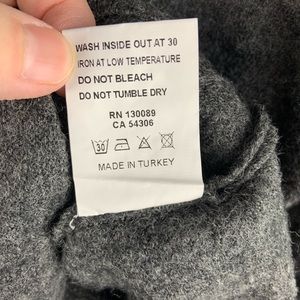 WASH INSIDE OUT AT 30
IRON AT LOW TEMPERATURE
DO NOT BLEACH
DO NOT TUMBLE DRY
RN 130089
CA 54306
30
MADE IN TURKEY